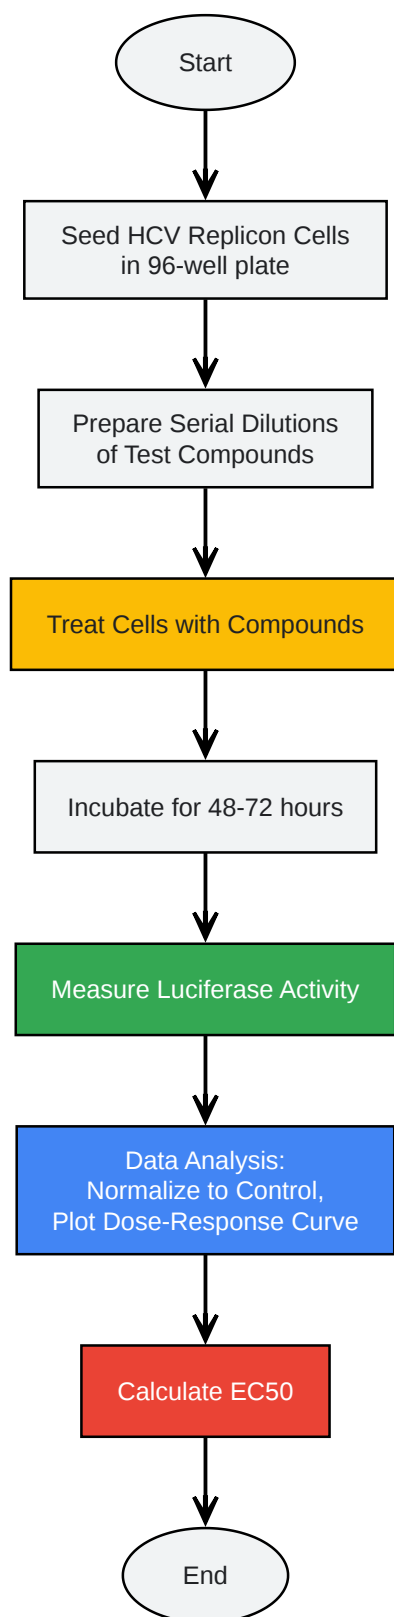 Start
Seed HCV Replicon Cells
in 96-well plate
Prepare Serial Dilutions
of Test Compounds
Treat Cells with Compounds
Incubate for 48-72 hours
Measure Luciferase Activity
Data Analysis:
Normalize to Control,
Plot Dose-Response Curve
Calculate EC50
End